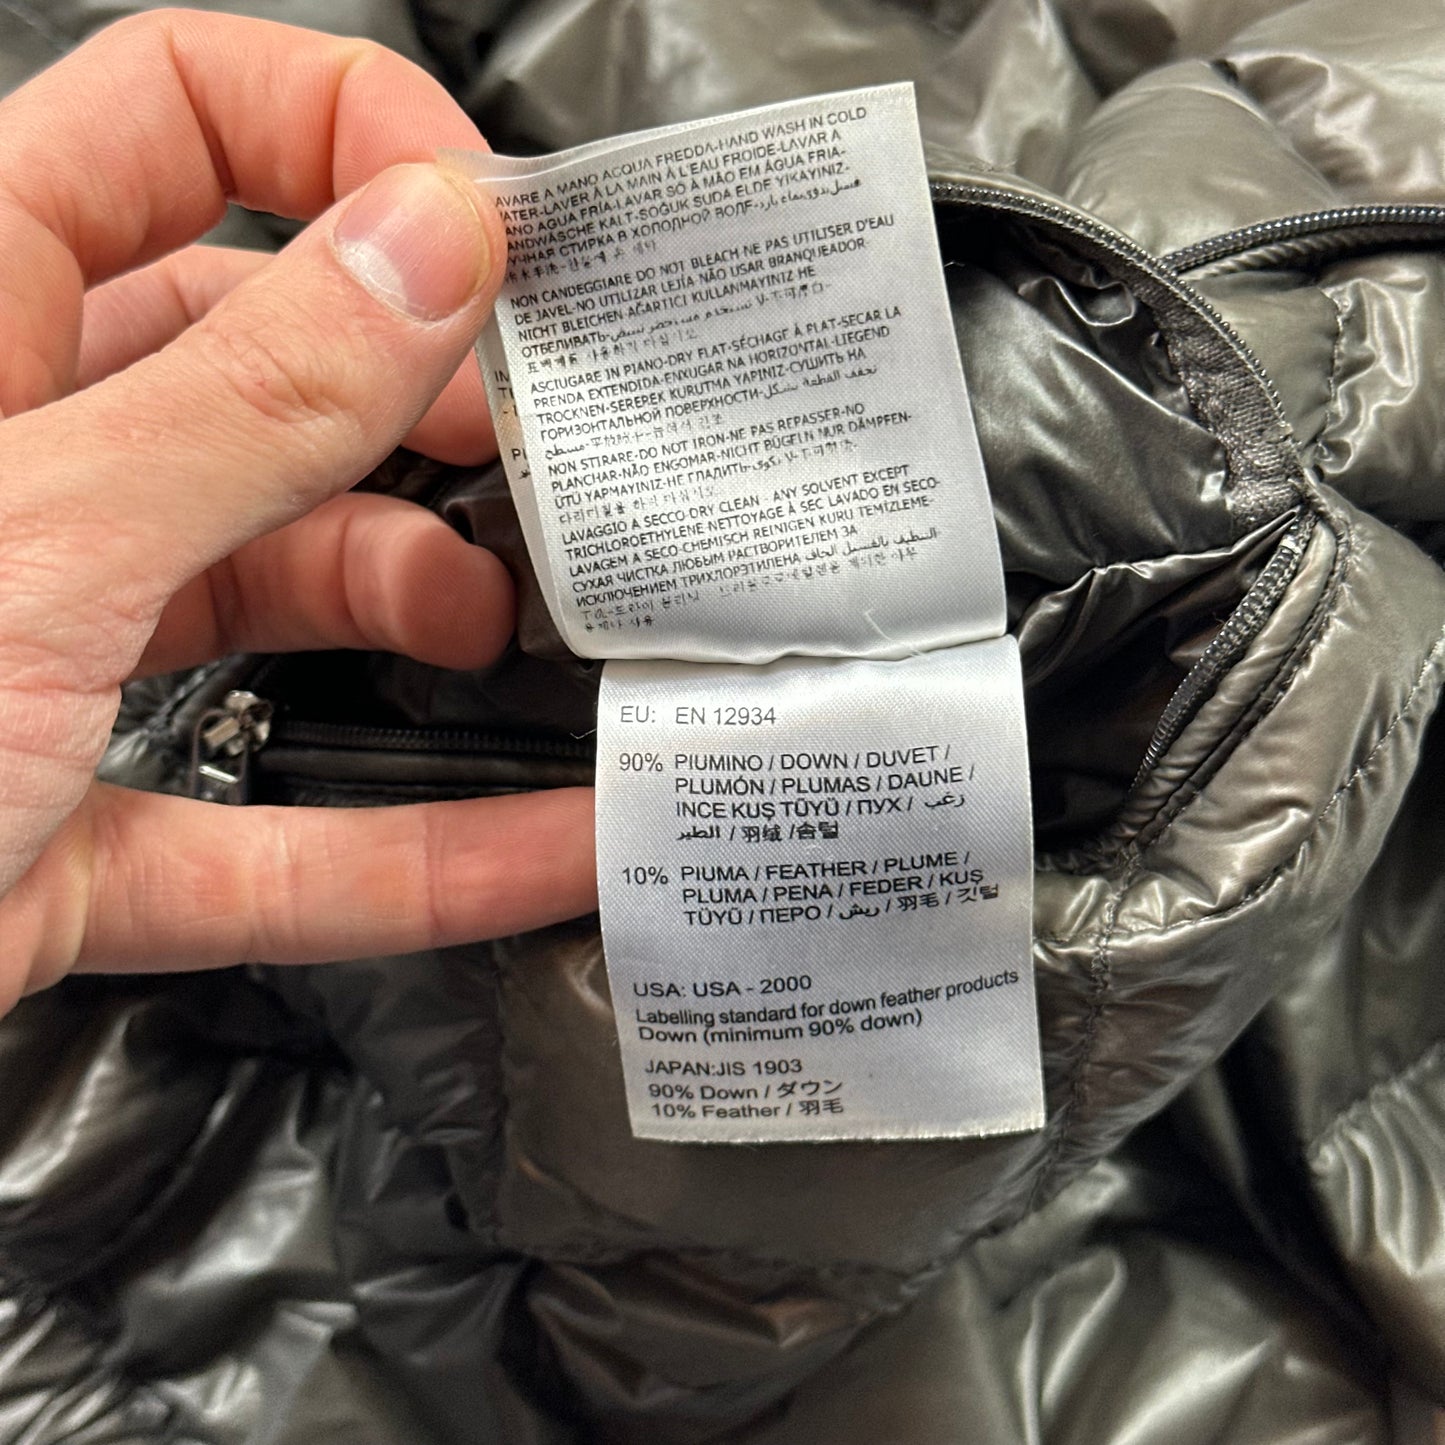 AVARE A MANO ACQUA FREDDA-HAND WASH IN COLD
ATER-LAVER À LA MAIN À L'EAU FROIDE-LAVAR A
ANO AGUA FRÍA-LAVAR SÓ À MÃO EM ÁGUA FRIA-
ANDWÄSCHE KALT-SOĞUK SUDA ELDE YIKAYINIZ-
УЧНАЯ СТИРКА В ХОЛОДНОЙ
NON CANDEGGIARE-DO NOT BLEACH-NE PAS UTILISER D'EAU
DE JAVEL-NO UTILIZAR LEJÍA-NÃO USAR BRANQUEADOR-
NICHT BLEICHEN-AĞARTICI KULLANMAYINIZ-НЕ
ОТБЕЛИВАТЬ-
ASCIUGARE IN PIANO-DRY FLAT-SÉCHAGE À FLAT-SECAR LA
PRENDA EXTENDIDA-ENXUGAR NA HORIZONTAL-LIEGEND
TROCKNEN-SEREREK KURUTMA YAPINIZ-СУШИТЬ НА
ГОРИЗОНТАЛЬНОЙ ПОВЕРХНОСТИ-
NON STIRARE-DO NOT IRON-NE PAS REPASSER-NO
PLANCHAR-NÃO ENGOMAR-NICHT BÜGELN NUR DÄMPFEN-
ÜTÜ YAPMAYINIZ-НЕ ГЛАДИТЬ-
LAVAGGIO A SECCO-DRY CLEAN - ANY SOLVENT EXCEPT
TRICHLOROETHYLENE-NETTOYAGE À SEC LAVADO EN SECO-
LAVAGEM A SECO-CHEMISCH REINIGEN KURU TEMIZLEME-
СУХАЯ ЧИСТКА ЛЮБЫМ РАСТВОРИТЕЛЕМ ЗА
ИСКЛЮЧЕНИЕМ ТРИХЛОРЭТИЛЕНА
EU: EN 12934
90% PIUMINO / DOWN / DUVET /
PLUMÓN / PLUMAS / DAUNE /
INCE KUŞ TÜYÜ / ПУХ / زغب
الطير / 羽绒 / 솜털
10% PIUMA / FEATHER / PLUME /
PLUMA / PENA / FEDER / KUŞ
TÜYÜ / ПЕРО / ريش / 羽毛 / 깃털
USA: USA - 2000
Labelling standard for down feather products
Down (minimum 90% down)
JAPAN:JIS 1903
90% Down / ダウン
10% Feather / 羽毛